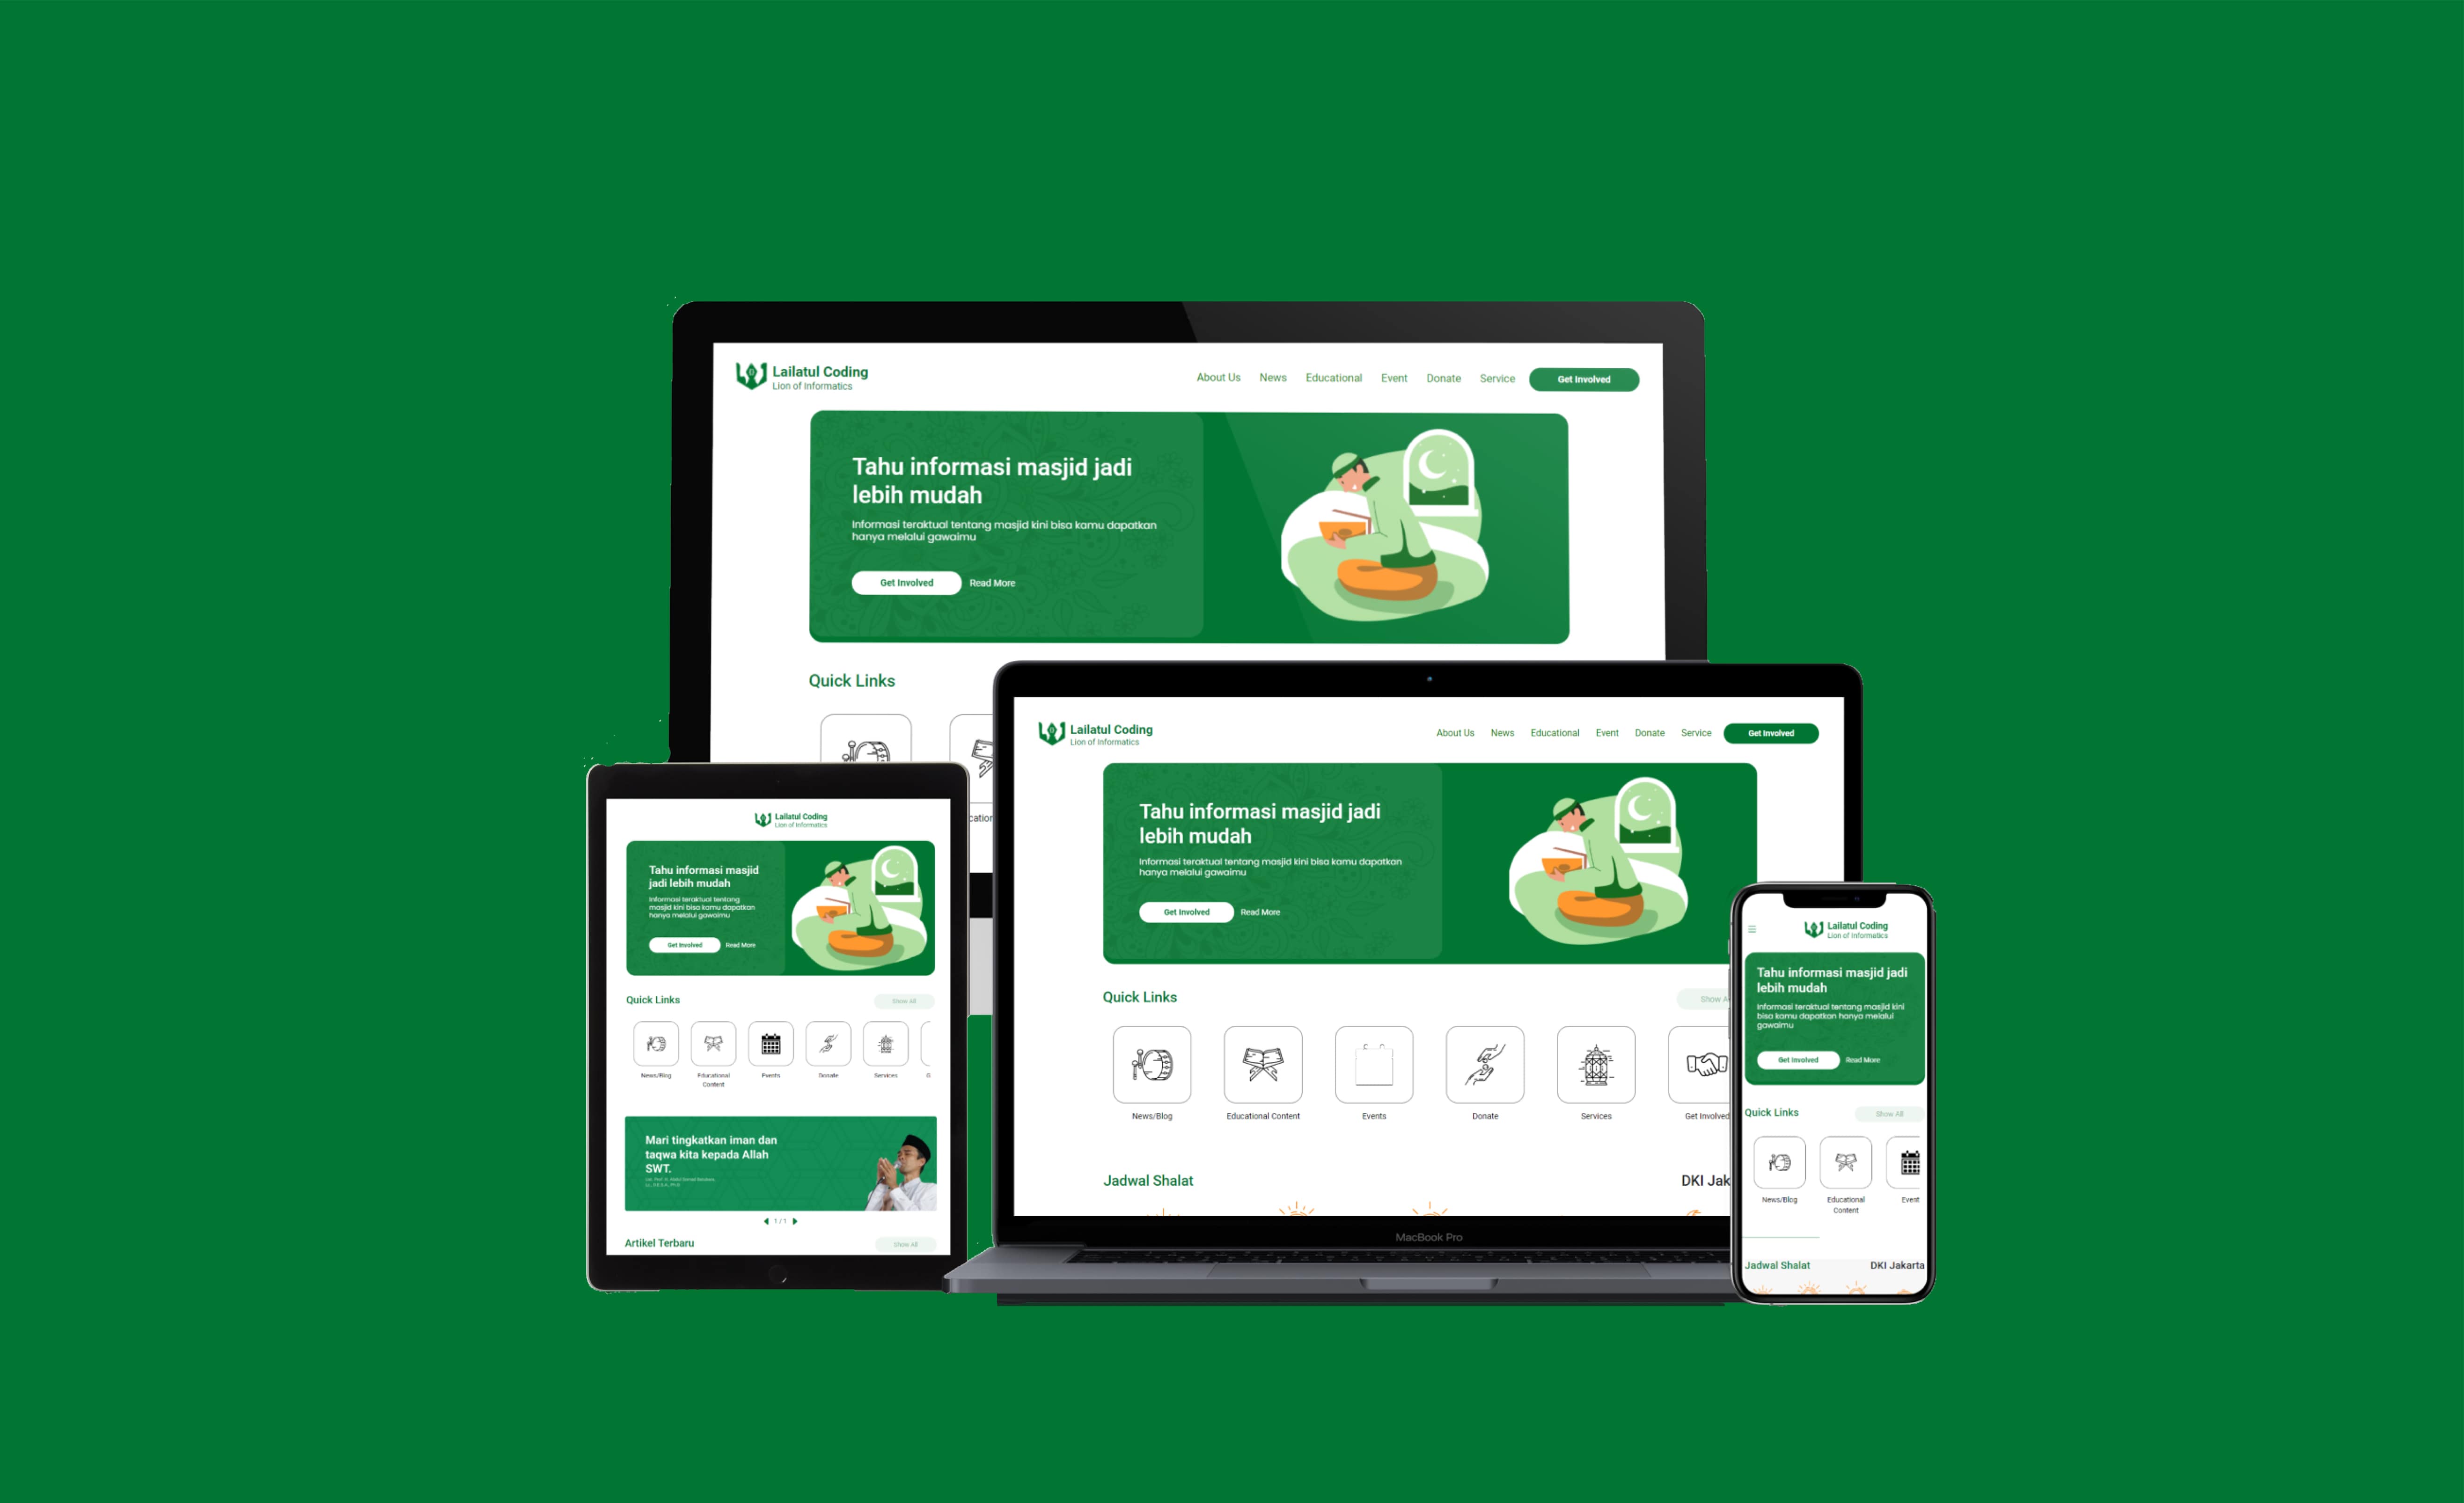 Lailatul Coding
Lion of Informatics
About Us News Educational Event Donate Service Get Involved
Tahu informasi masjid jadi
lebih mudah
Informasi teraktual tentang masjid kini bisa kamu dapatkan
hanya melalui gawaimu
Get Involved Read More
Quick Links
cation
Lailatul Coding
Lion of Informatics
Tahu informasi masjid
jadi lebih mudah
Informasi teraktual tentang
masjid kini bisa kamu dapatkan
hanya melalui gawaimu
Get Involved Read More
Quick Links Show All
News/Blog Educational Events Donate Services G
Content
Mari tingkatkan iman dan
taqwa kita kepada Allah
SWT.
1 / 1
Artikel Terbaru Show All
Lailatul Coding
Lion of Informatics
About Us News Educational Event Donate Service Get Involved
Tahu informasi masjid jadi
lebih mudah
Informasi teraktual tentang masjid kini bisa kamu dapatkan
hanya melalui gawaimu
Get Involved Read More
Quick Links Show A
News/Blog Educational Content Events Donate Services Get Involved
Jadwal Shalat DKI Jak
MacBook Pro
Lailatul Coding
Lion of Informatics
Tahu informasi masjid jadi
lebih mudah
Informasi teraktual tentang masjid kini
bisa kamu dapatkan hanya melalui
gawaimu
Get Involved Read More
Quick Links Show All
News/Blog Educational Event
Content
Jadwal Shalat DKI Jakarta